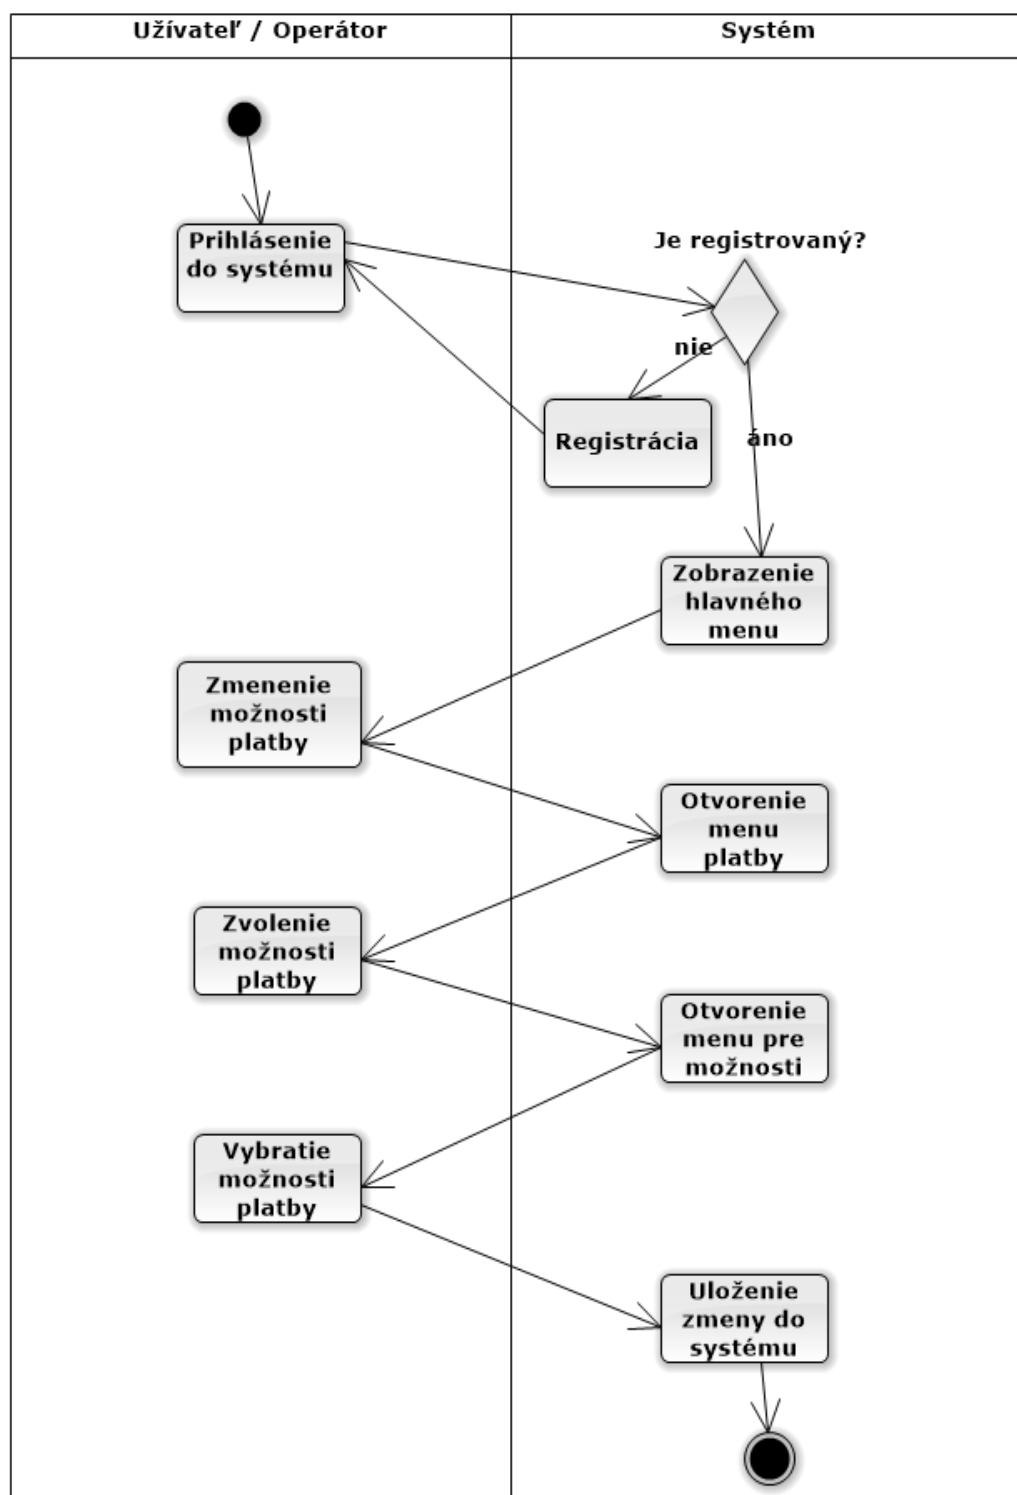 Užívateľ / Operátor
Systém
Prihlásenie
do systému
Je registrovaný?
nie
Registrácia
áno
Zobrazenie
hlavného
menu
Zmenenie
možnosti
platby
Otvorenie
menu
platby
Zvolenie
možnosti
platby
Otvorenie
menu pre
možnosti
Vybratie
možnosti
platby
Uloženie
zmeny do
systému